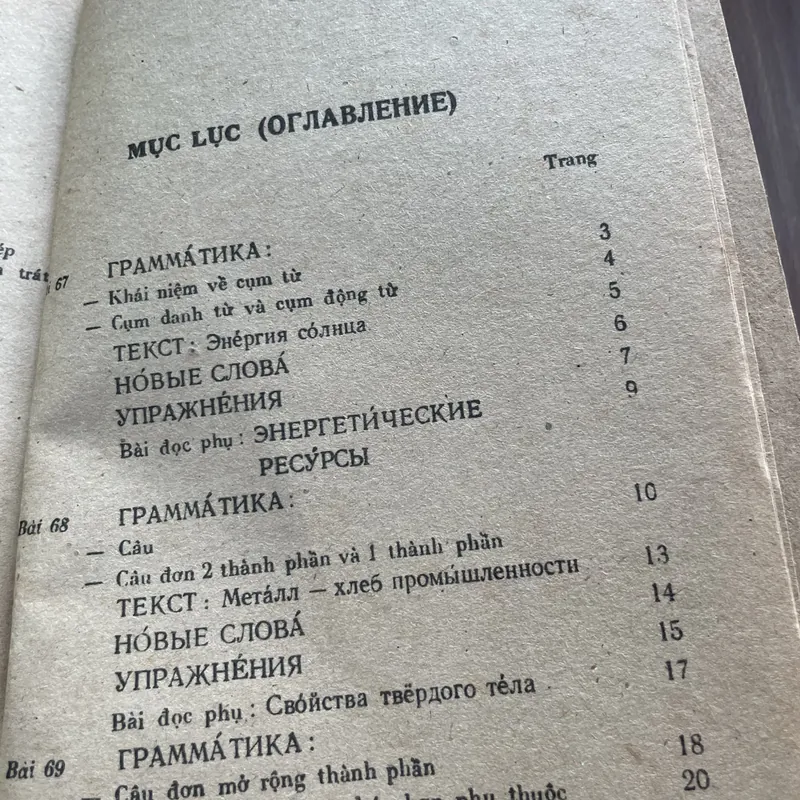 MỤC LỤC (ОГЛАВЛЕНИЕ)
Trang
ГРАММА́ТИКА: 3
67 — Khái niệm về cụm từ 4
— Cụm danh từ và cụm động từ 5
ТЕКСТ: Эне́ргия со́лнца 6
НО́ВЫЕ СЛОВА́ 7
УПРАЖНЕ́НИЯ 9
Bài đọc phụ: ЭНЕРГЕТИ́ЧЕСКИЕ
РЕСУ́РСЫ
Bài 68 ГРАММА́ТИКА: 10
— Câu
— Câu đơn 2 thành phần và 1 thành phần
ТЕКСТ: Мета́лл — хлеб промы́шленности 13
НО́ВЫЕ СЛОВА́ 14
УПРАЖНЕ́НИЯ 15
Bài đọc phụ: Сво́йства твёрдого те́ла 17
Bài 69 ГРАММА́ТИКА: 18
— Câu đơn mở rộng thành phần 20
phụ thuộc